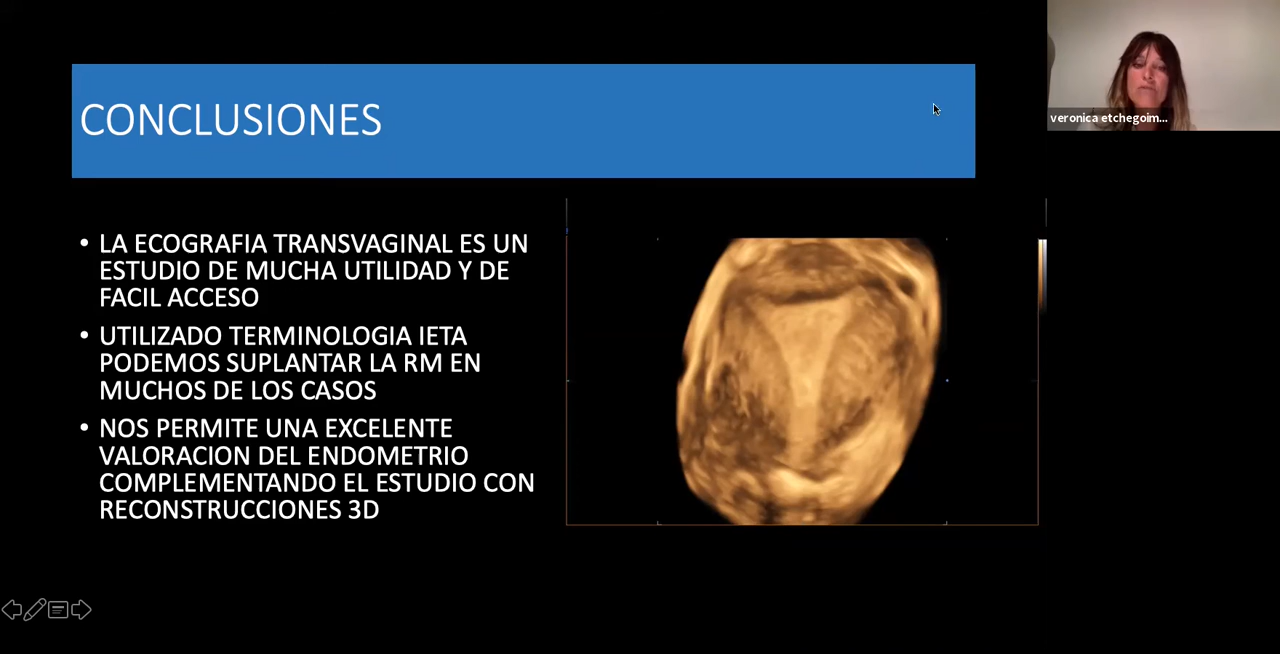 CONCLUSIONES
veronica etchegoim...
• LA ECOGRAFIA TRANSVAGINAL ES UN
ESTUDIO DE MUCHA UTILIDAD Y DE
FACIL ACCESO
• UTILIZADO TERMINOLOGIA IETA
PODEMOS SUPLANTAR LA RM EN
MUCHOS DE LOS CASOS
• NOS PERMITE UNA EXCELENTE
VALORACION DEL ENDOMETRIO
COMPLEMENTANDO EL ESTUDIO CON
RECONSTRUCCIONES 3D